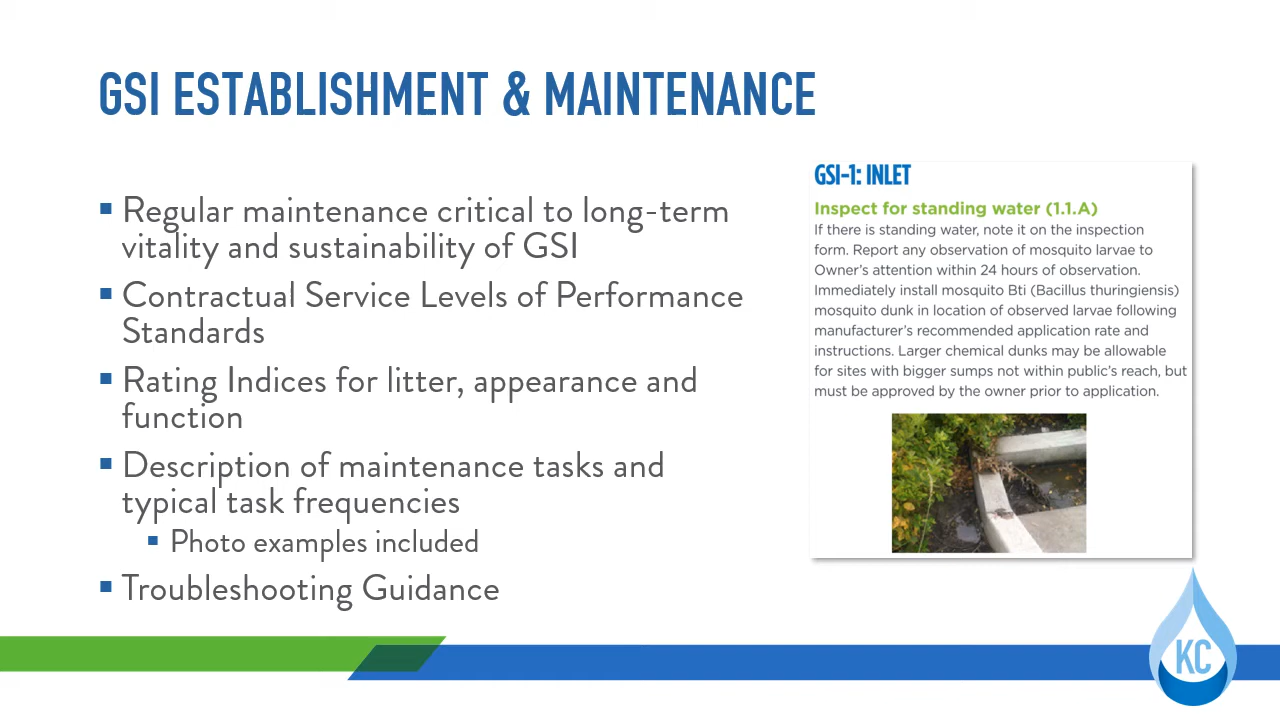 GSI ESTABLISHMENT & MAINTENANCE
Regular maintenance critical to long-term
vitality and sustainability of GSI
Contractual Service Levels of Performance
Standards
Rating Indices for litter, appearance and
function
Description of maintenance tasks and
typical task frequencies
Photo examples included
Troubleshooting Guidance
GSI-1: INLET
Inspect for standing water (1.1.A)
If there is standing water, note it on the inspection
form. Report any observation of mosquito larvae to
Owner's attention within 24 hours of observation.
Immediately install mosquito Bti (Bacillus thuringiensis)
mosquito dunk in location of observed larvae following
manufacturer's recommended application rate and
instructions. Larger chemical dunks may be allowable
for sites with bigger sumps not within public's reach, but
must be approved by the owner prior to application.
KC